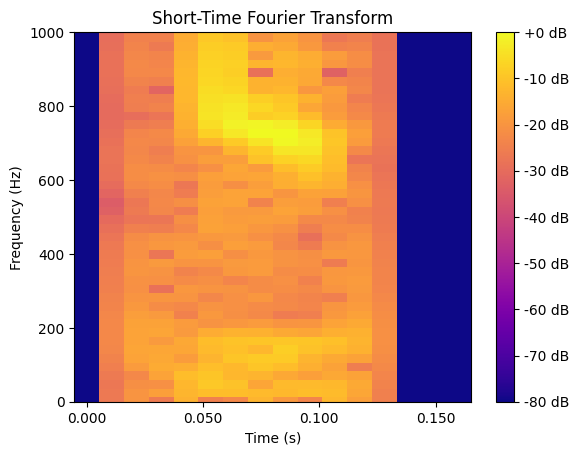 Short-Time Fourier Transform
1000
800
600
400
200
0
Frequency (Hz)
0.000
0.050
0.100
0.150
Time (s)
+0 dB
-10 dB
-20 dB
-30 dB
-40 dB
-50 dB
-60 dB
-70 dB
-80 dB